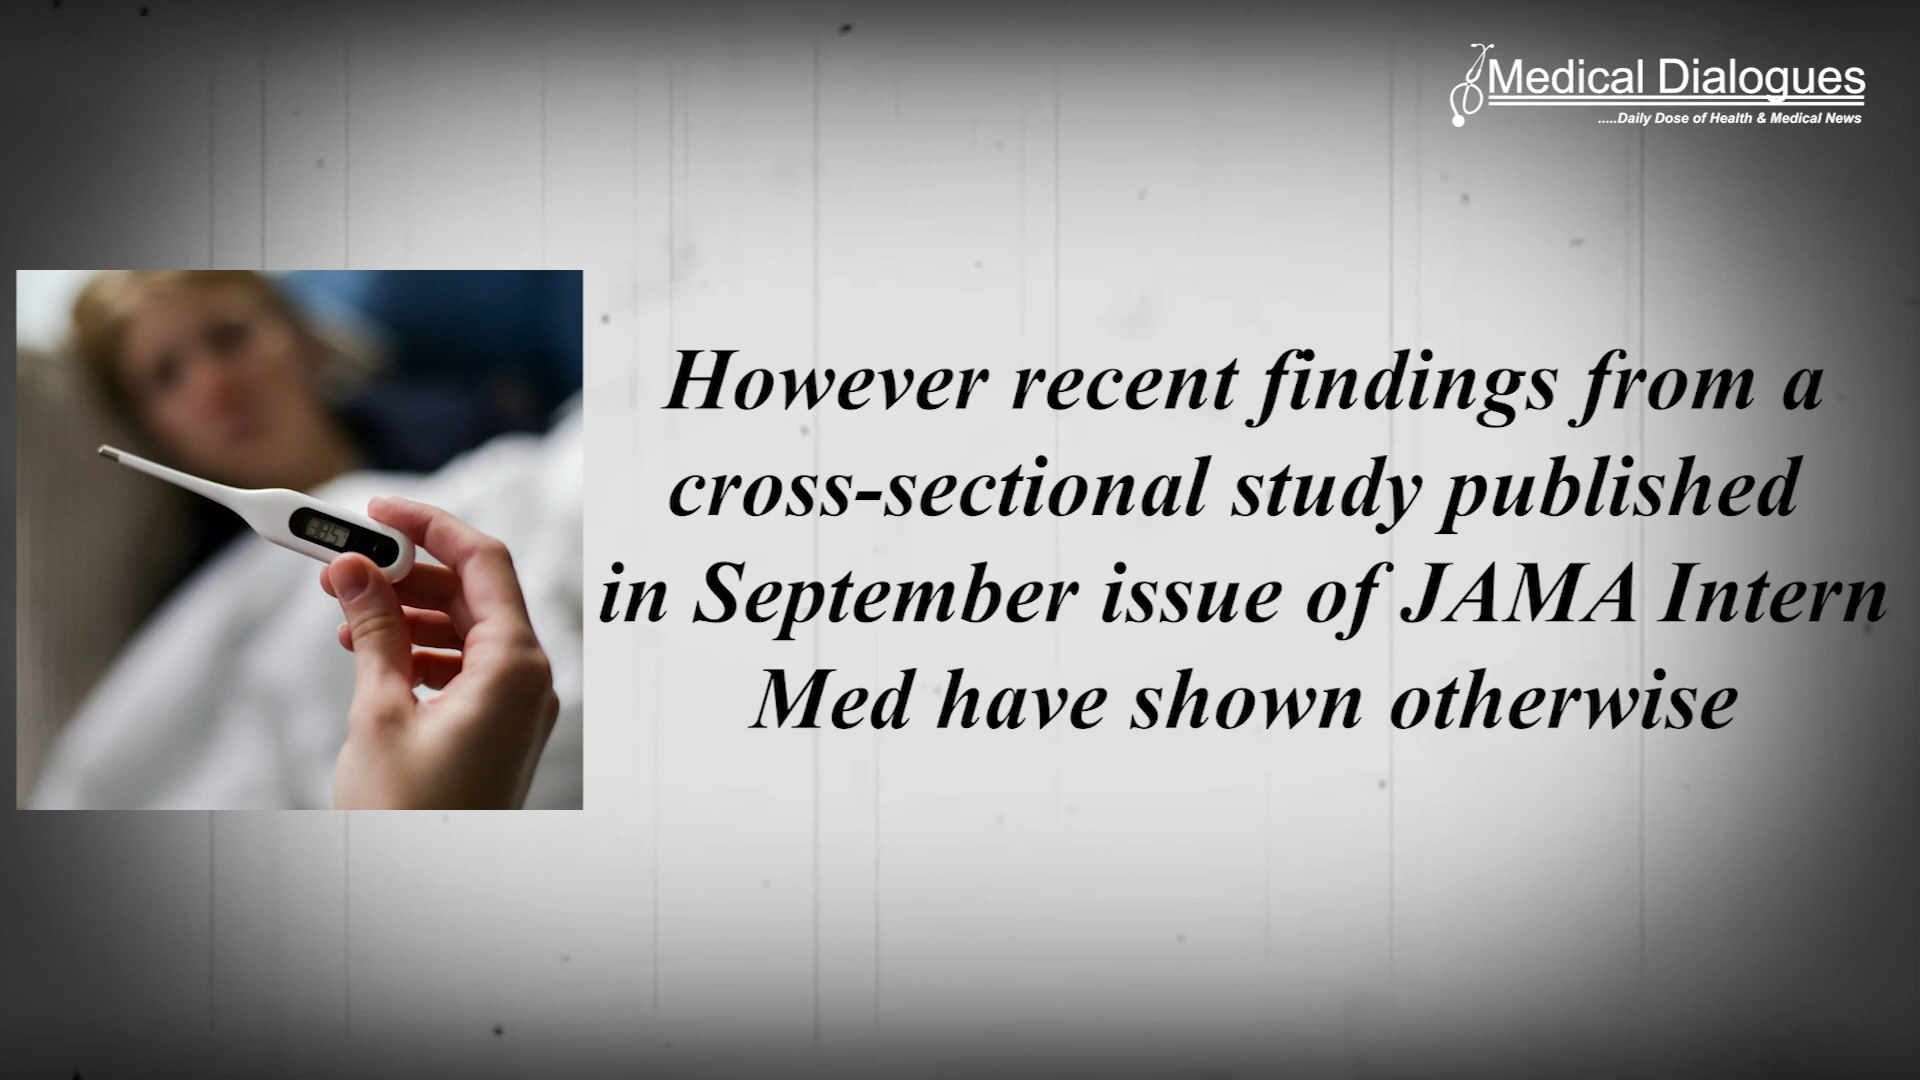 Medical Dialogues
.....Daily Dose of Health & Medical News
However recent findings from a
cross-sectional study published
in September issue of JAMA Intern
Med have shown otherwise